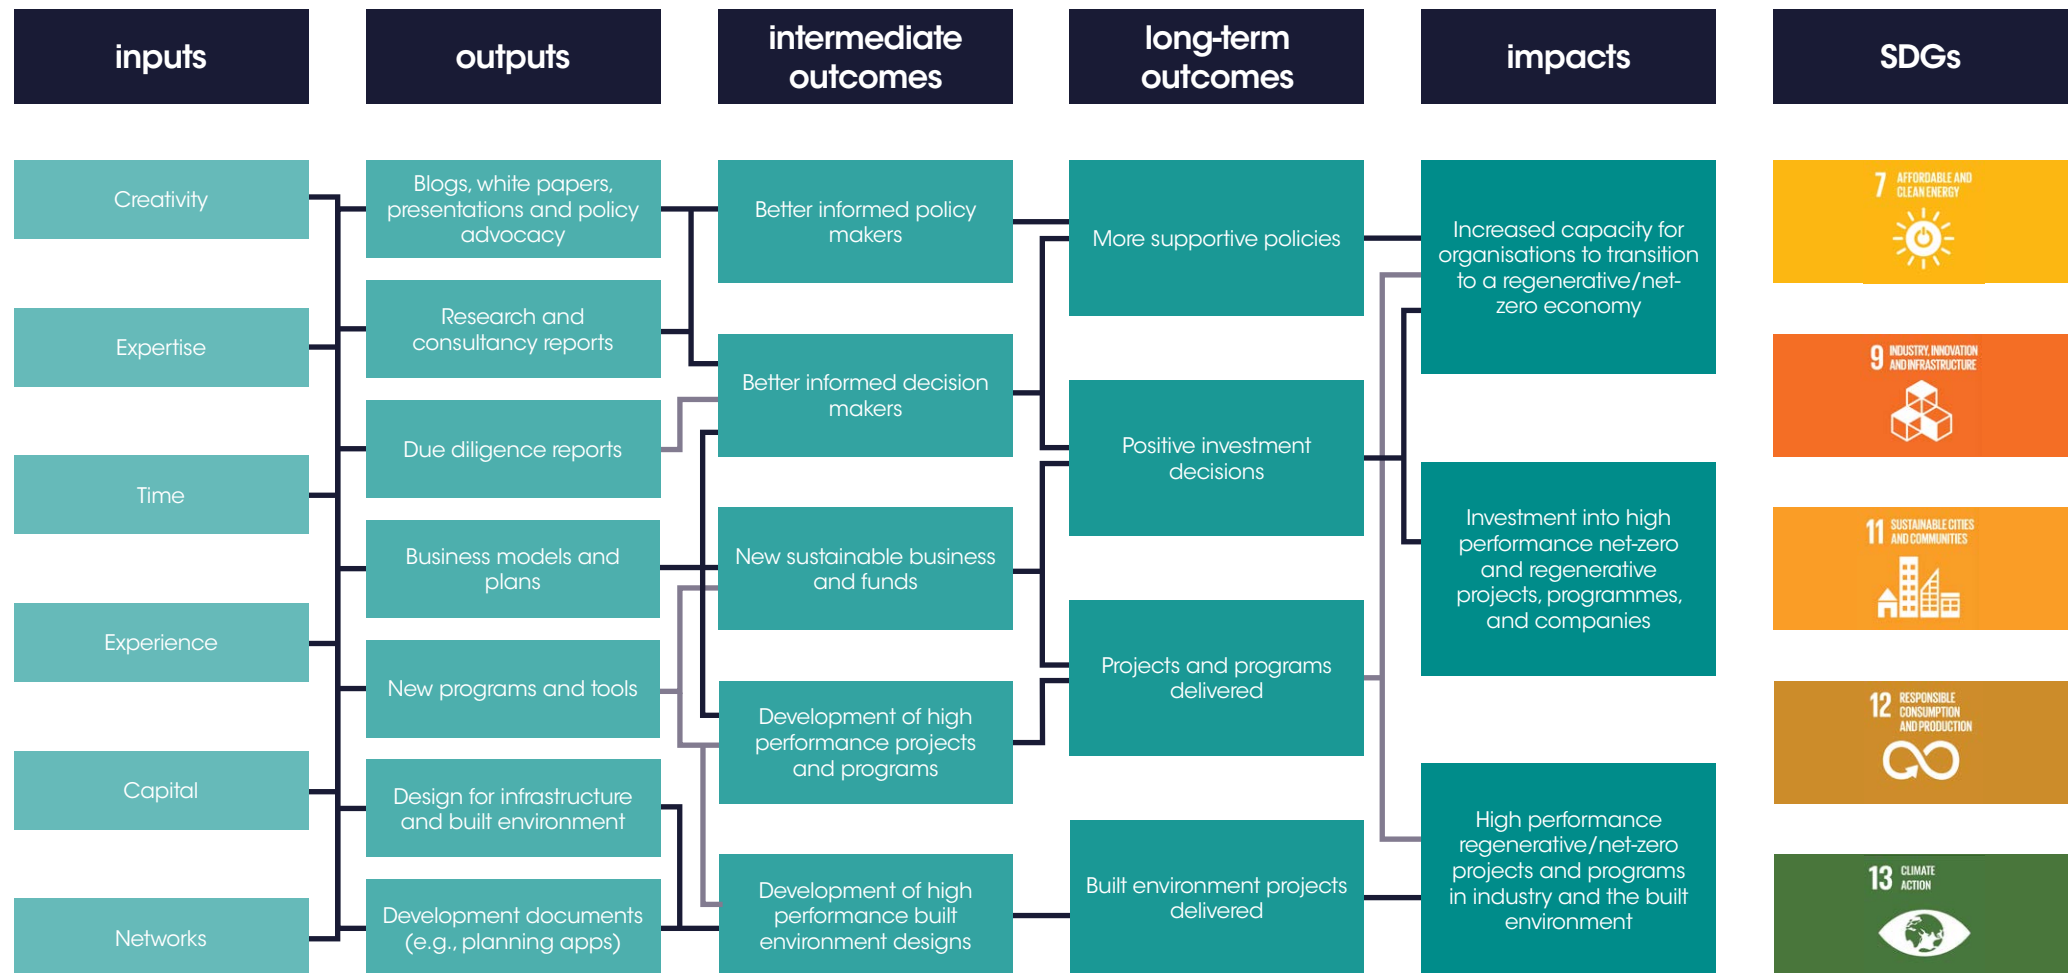 inputs
outputs
intermediate
outcomes
long-term
outcomes
impacts
SDGs
Creativity
Expertise
Time
Experience
Capital
Networks
Blogs, white papers,
presentations and policy
advocacy
Research and
consultancy reports
Due diligence reports
Business models and
plans
New programs and tools
Design for infrastructure
and built environment
Development documents
(e.g., planning apps)
Better informed policy
makers
Better informed decision
makers
New sustainable business
and funds
Development of high
performance projects
and programs
Development of high
performance built
environment designs
More supportive policies
Positive investment
decisions
Projects and programs
delivered
Built environment projects
delivered
Increased capacity for
organisations to transition
to a regenerative/net-
zero economy
Investment into high
performance net-zero
and regenerative
projects, programmes,
and companies
High performance
regenerative/net-zero
projects and programs
in industry and the built
environment
7 AFFORDABLE AND
CLEAN ENERGY
9 INDUSTRY, INNOVATION
AND INFRASTRUCTURE
11 SUSTAINABLE CITIES
AND COMMUNITIES
12 RESPONSIBLE
CONSUMPTION
AND PRODUCTION
13 CLIMATE
ACTION